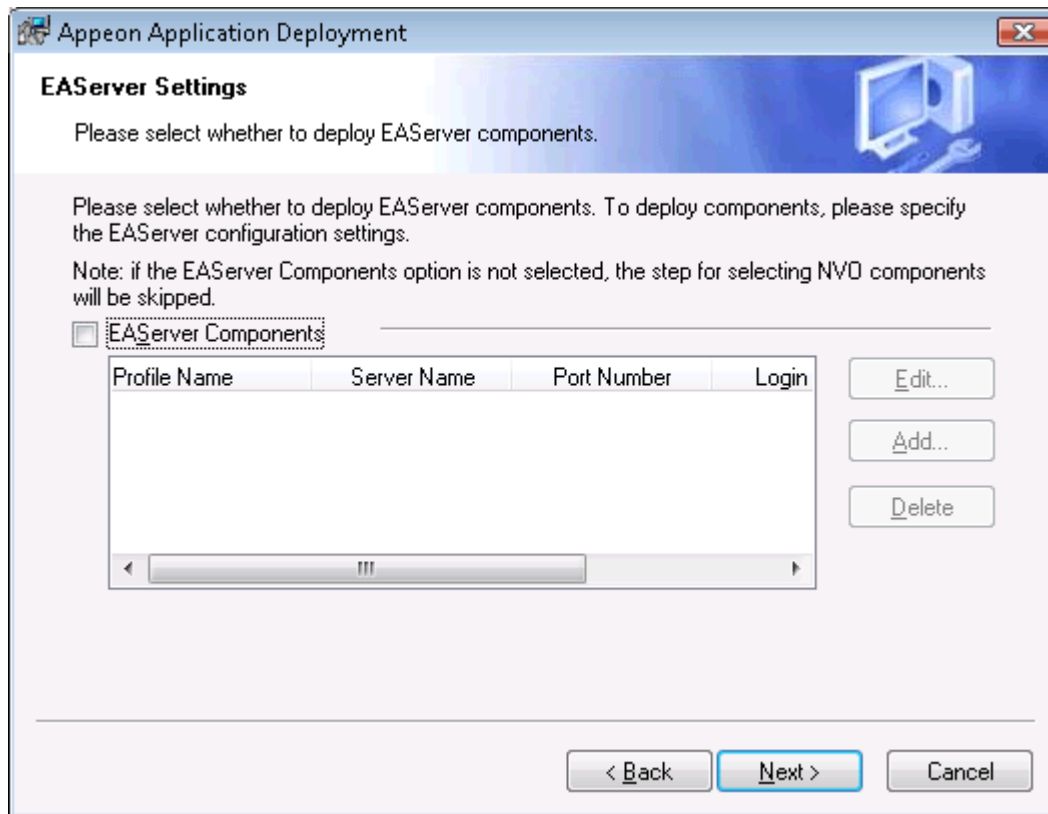 Appeon Application Deployment
EAServer Settings
Please select whether to deploy EAServer components.
Please select whether to deploy EAServer components. To deploy components, please specify
the EAServer configuration settings.
Note: if the EAServer Components option is not selected, the step for selecting NVO components
will be skipped.
EAServer Components
Profile Name Server Name Port Number Login
Edit...
Add...
Delete
< Back Next > Cancel